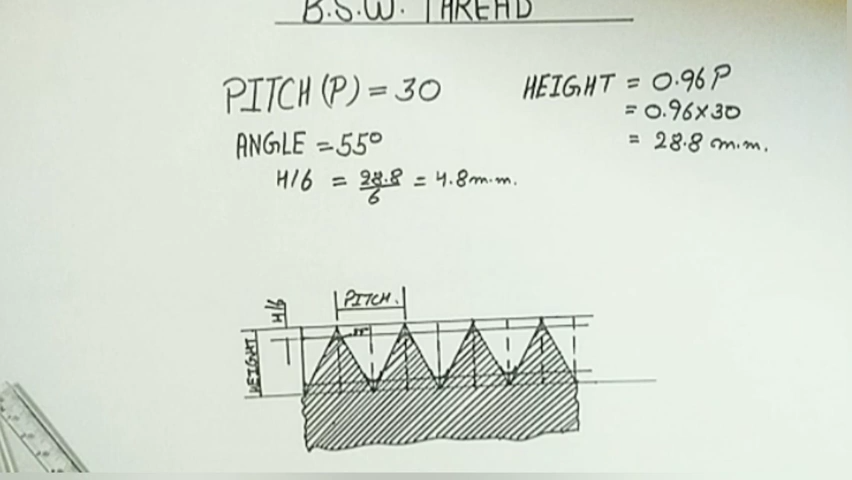 B.S.W. THREAD
PITCH (P) = 30
ANGLE = 55°
H/6 = 28.8/6 = 4.8 m.m.
HEIGHT = 0.96 P
= 0.96 × 30
= 28.8 m.m.
H/6
PITCH.
HEIGHT